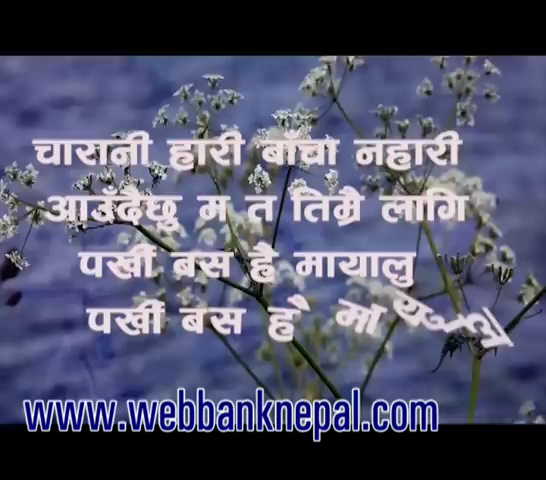 चारानी हारी बाँचा नहारी
आउँदैछु म त तिम्रै लागि
पर्खी बस है मायालु
पर्खी बस है मायालु
www.webbanknepal.com